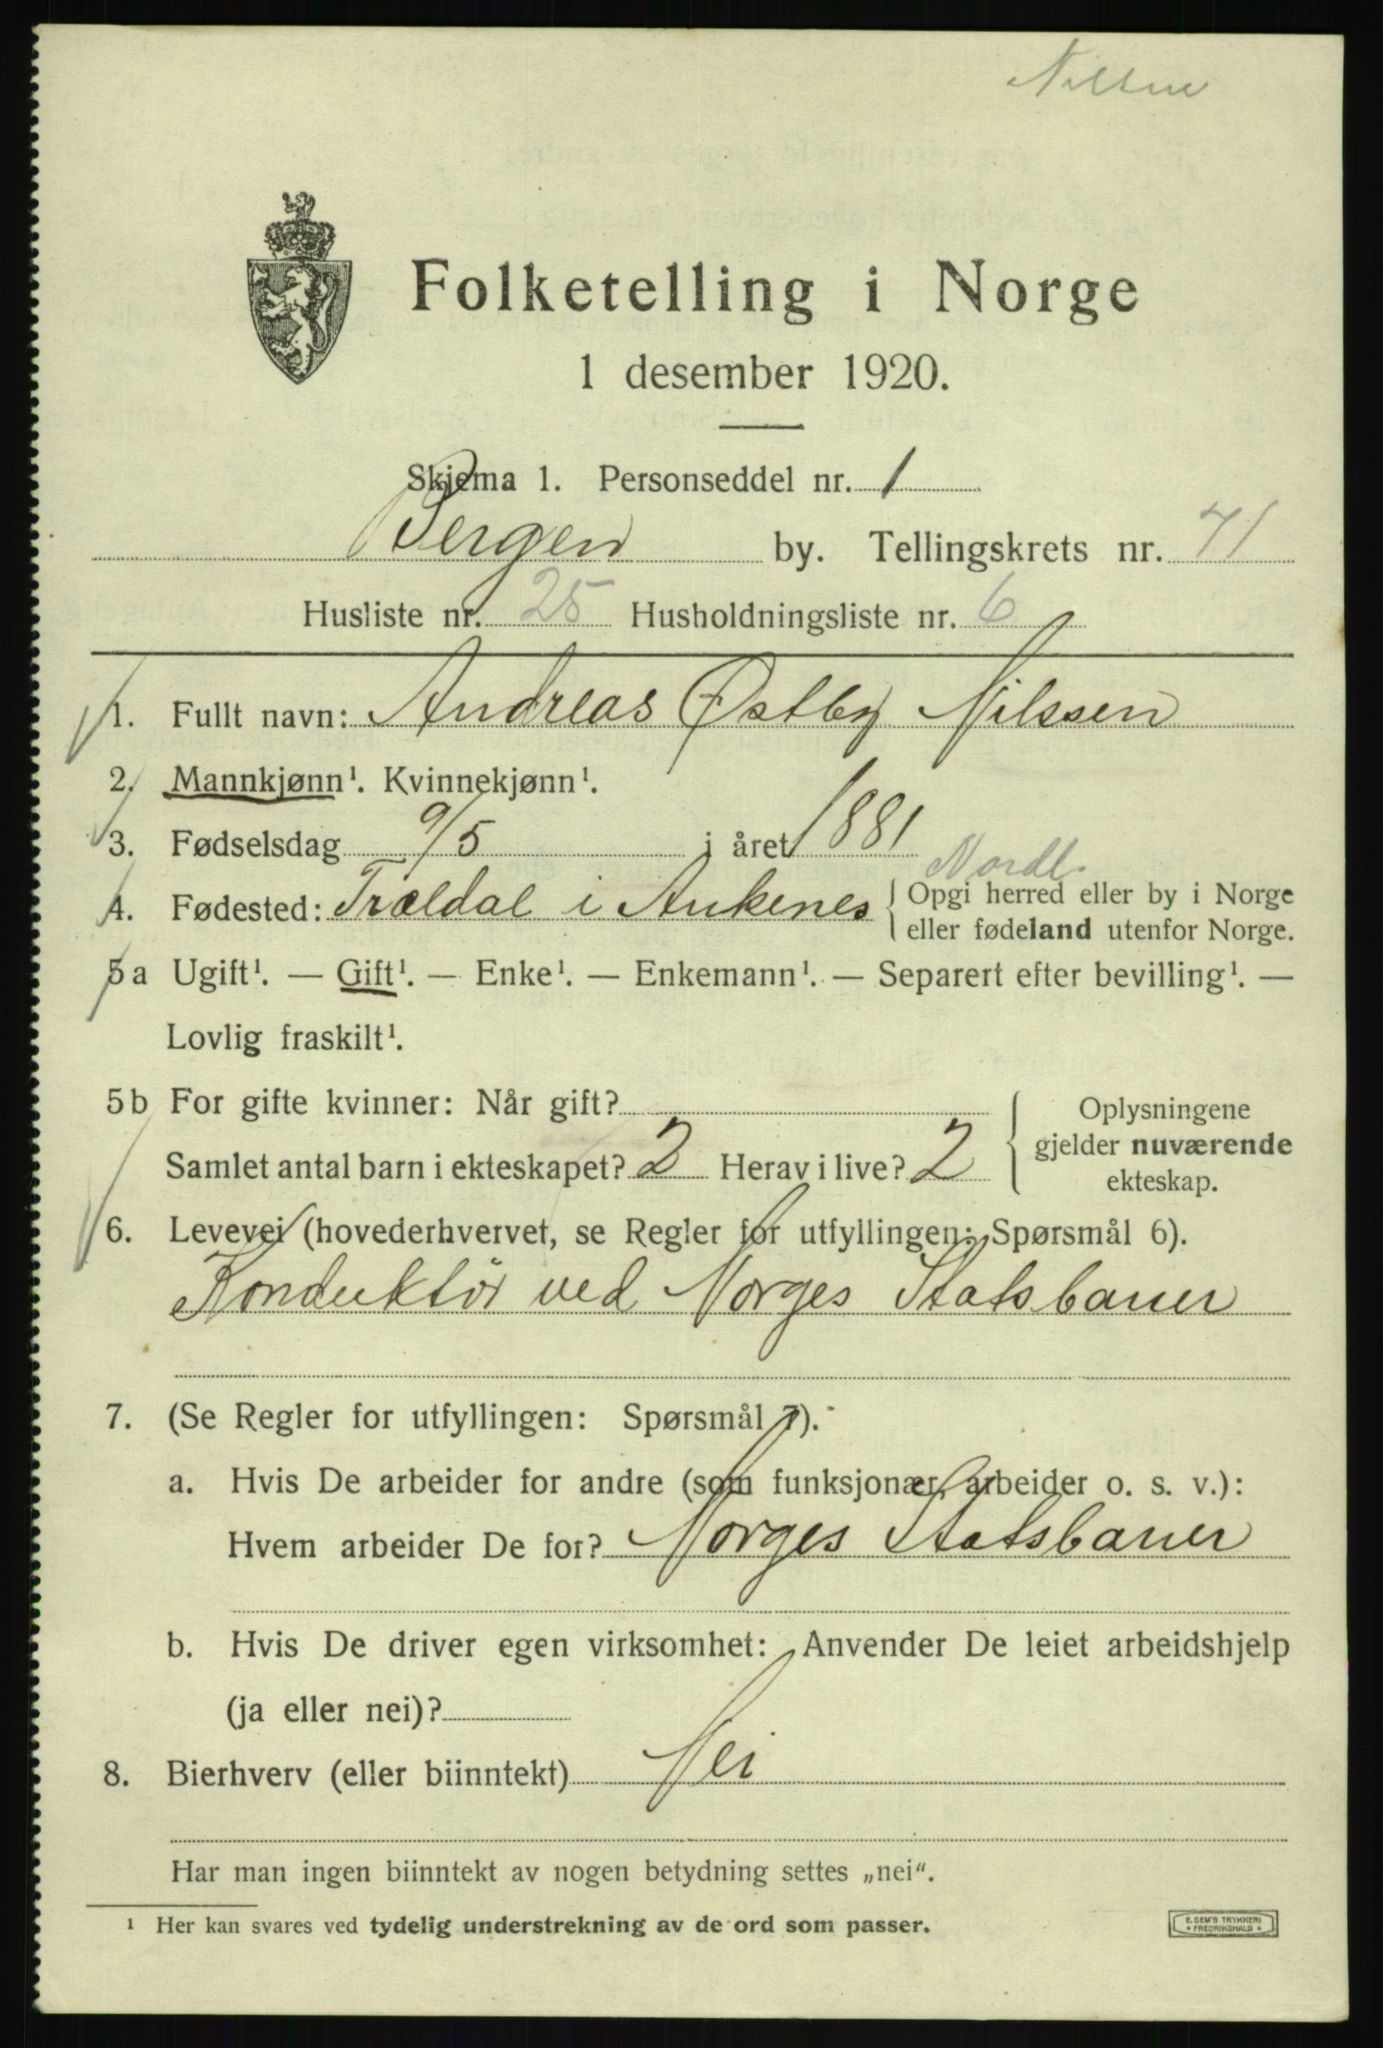 Nilsen
Folketelling i Norge
1 desember 1920.
Skjema 1. Personseddel nr. 1
Bergen by. Tellingskrets nr. 71
Husliste nr. 25 Husholdningsliste nr. 6
1. Fullt navn: Andreas Østby Nilssen
2. Mannkjønn¹. Kvinnekjønn¹.
3. Fødselsdag 9/5 i året 1881
Nordl.
4. Fødested: Trældal i Ankenes { Opgi herred eller by i Norge
eller fødeland utenfor Norge.
5a Ugift¹. — Gift¹. — Enke¹. — Enkemann¹. — Separert efter bevilling¹. —
Lovlig fraskilt¹.
5b For gifte kvinner: Når gift?
Samlet antal barn i ekteskapet? 2 Herav i live? 2
Oplysningene
gjelder nuværende
ekteskap.
6. Levevei (hovederhvervet, se Regler for utfyllingen: Spørsmål 6).
Konduktör ved Norges Statsbaner
7. (Se Regler for utfyllingen: Spørsmål 7).
a. Hvis De arbeider for andre (som funksjonær, arbeider o. s. v.):
Hvem arbeider De for? Norges Statsbaner
b. Hvis De driver egen virksomhet: Anvender De leiet arbeidshjelp
(ja eller nei)?
8. Bierhverv (eller biinntekt) Nei
Har man ingen biinntekt av nogen betydning settes „nei".
¹ Her kan svares ved tydelig understrekning av de ord som passer.
E. SEM'S TRYKKERI
* FREDRIKSHALD *